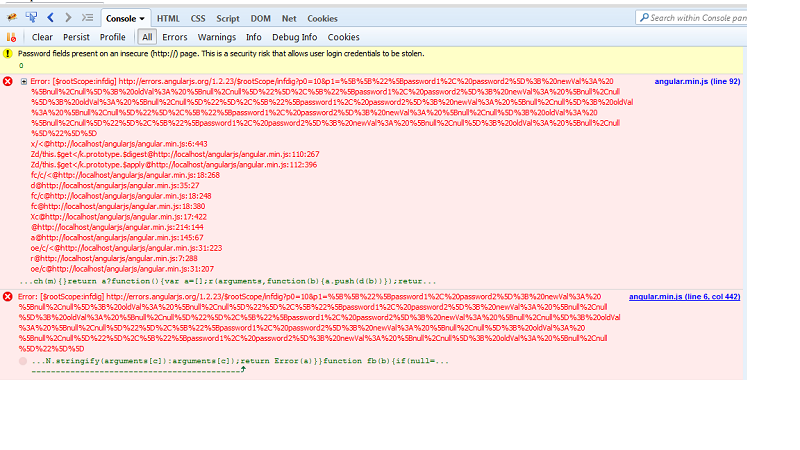 Console HTML CSS Script DOM Net Cookies Search within Console pan
Clear Persist Profile All Errors Warnings Info Debug Info Cookies
Password fields present on an insecure (http://) page. This is a security risk that allows user login credentials to be stolen.
0
Error: [$rootScope:infdig] http://errors.angularjs.org/1.2.23/$rootScope/infdig?p0=10&p1=%5B%5B%22%5Bpassword1%2C%20password2%5D%3B%20newVal%3A%20 angular.min.js (line 92)
%5Bnull%2Cnull%5D%3B%20oldVal%3A%20%5Bnull%2Cnull%5D%22%5D%2C%5B%22%5Bpassword1%2C%20password2%5D%3B%20newVal%3A%20%5Bnull%2Cnull
%5D%3B%20oldVal%3A%20%5Bnull%2Cnull%5D%22%5D%2C%5B%22%5Bpassword1%2C%20password2%5D%3B%20newVal%3A%20%5Bnull%2Cnull%5D%3B%20oldVal
%3A%20%5Bnull%2Cnull%5D%22%5D%2C%5B%22%5Bpassword1%2C%20password2%5D%3B%20newVal%3A%20%5Bnull%2Cnull%5D%3B%20oldVal%3A%20
%5Bnull%2Cnull%5D%22%5D%2C%5B%22%5Bpassword1%2C%20password2%5D%3B%20newVal%3A%20%5Bnull%2Cnull%5D%3B%20oldVal%3A%20%5Bnull%2Cnull
%5D%22%5D%5D
x/<@http://localhost/angularjs/angular.min.js:6:443
Zd/this.$get</k.prototype.$digest@http://localhost/angularjs/angular.min.js:110:267
Zd/this.$get</k.prototype.$apply@http://localhost/angularjs/angular.min.js:112:396
fc/c/<@http://localhost/angularjs/angular.min.js:18:268
d@http://localhost/angularjs/angular.min.js:35:27
fc/c@http://localhost/angularjs/angular.min.js:18:248
fc@http://localhost/angularjs/angular.min.js:18:380
Xc@http://localhost/angularjs/angular.min.js:17:422
@http://localhost/angularjs/angular.min.js:214:144
a@http://localhost/angularjs/angular.min.js:145:67
oe/c/<@http://localhost/angularjs/angular.min.js:31:223
r@http://localhost/angularjs/angular.min.js:7:288
oe/c@http://localhost/angularjs/angular.min.js:31:207
...ch(m){}return a?function(){var a=[];r(arguments,function(b){a.push(d(b))});retur...
Error: [$rootScope:infdig] http://errors.angularjs.org/1.2.23/$rootScope/infdig?p0=10&p1=%5B%5B%22%5Bpassword1%2C%20password2%5D%3B%20newVal%3A%20 angular.min.js (line 6, col 442)
%5Bnull%2Cnull%5D%3B%20oldVal%3A%20%5Bnull%2Cnull%5D%22%5D%2C%5B%22%5Bpassword1%2C%20password2%5D%3B%20newVal%3A%20%5Bnull%2Cnull
%5D%3B%20oldVal%3A%20%5Bnull%2Cnull%5D%22%5D%2C%5B%22%5Bpassword1%2C%20password2%5D%3B%20newVal%3A%20%5Bnull%2Cnull%5D%3B%20oldVal
%3A%20%5Bnull%2Cnull%5D%22%5D%2C%5B%22%5Bpassword1%2C%20password2%5D%3B%20newVal%3A%20%5Bnull%2Cnull%5D%3B%20oldVal%3A%20
%5Bnull%2Cnull%5D%22%5D%2C%5B%22%5Bpassword1%2C%20password2%5D%3B%20newVal%3A%20%5Bnull%2Cnull%5D%3B%20oldVal%3A%20%5Bnull%2Cnull
%5D%22%5D%5D
...N.stringify(arguments[c]):arguments[c]);return Error(a)}}function fb(b){if(null=...